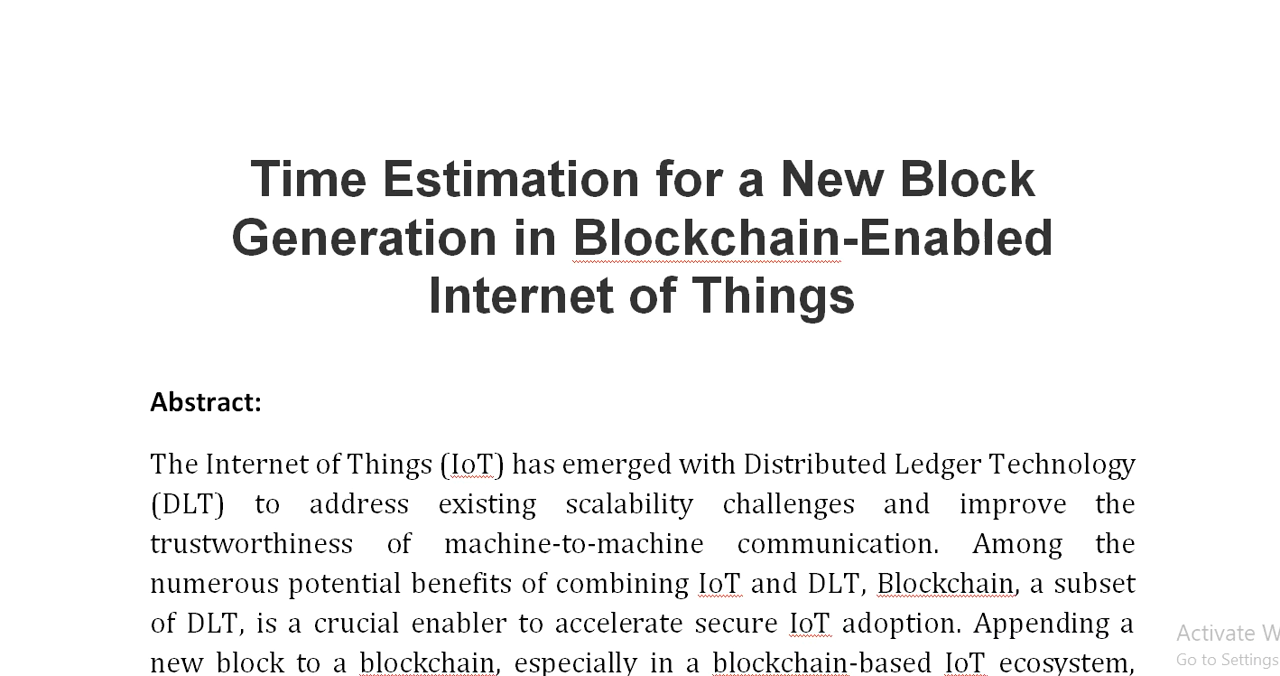 Time Estimation for a New Block
Generation in Blockchain-Enabled
Internet of Things
Abstract:
The Internet of Things (IoT) has emerged with Distributed Ledger Technology
(DLT) to address existing scalability challenges and improve the
trustworthiness of machine-to-machine communication. Among the
numerous potential benefits of combining IoT and DLT, Blockchain, a subset
of DLT, is a crucial enabler to accelerate secure IoT adoption. Appending a
new block to a blockchain, especially in a blockchain-based IoT ecosystem,
Activate W
Go to Settings